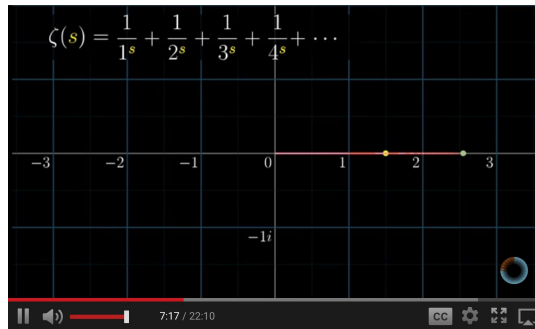 ζ(s) = 1/1^s + 1/2^s + 1/3^s + 1/4^s + ⋯
−3 −2 −1 0 1 2 3
−1i
7:17 / 22:10 CC